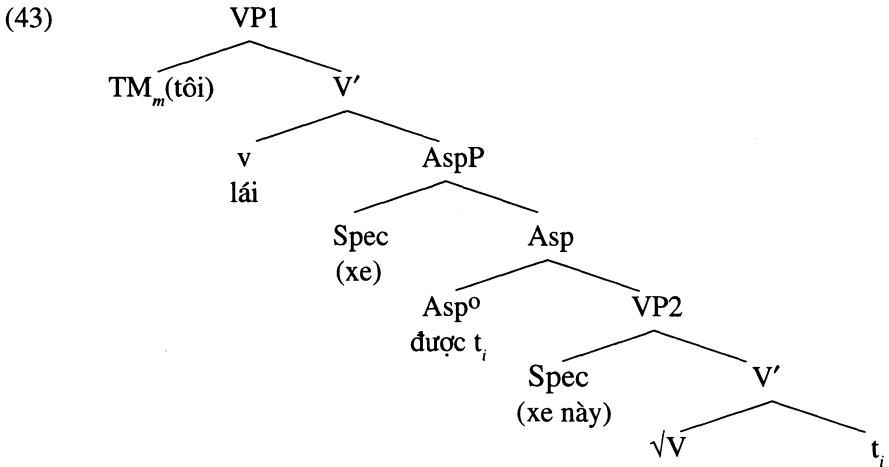 (43) VP1
TMm(tôi) V′
v AspP
lái
Spec Asp
(xe)
Aspº VP2
được ti
Spec V′
(xe này)
√V ti